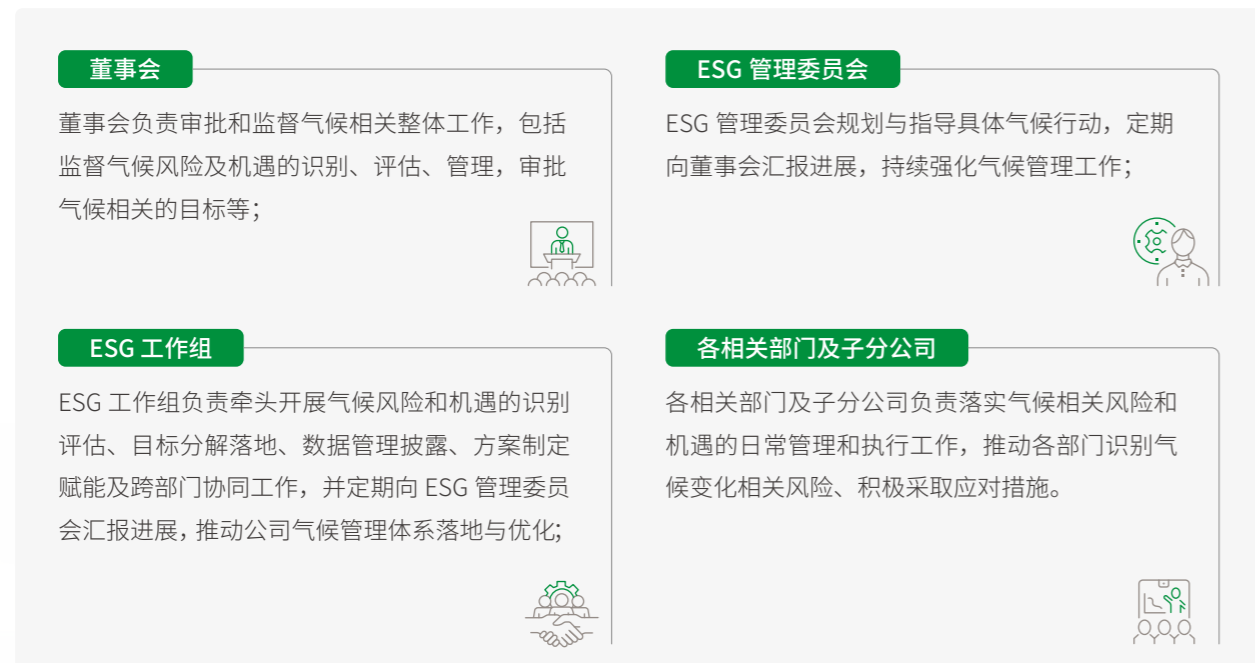 董事会
董事会负责审批和监督气候相关整体工作，包括
监督气候风险及机遇的识别、评估、管理，审批
气候相关的目标等；
ESG 管理委员会
ESG 管理委员会规划与指导具体气候行动，定期
向董事会汇报进展，持续强化气候管理工作；
ESG 工作组
ESG 工作组负责牵头开展气候风险和机遇的识别
评估、目标分解落地、数据管理披露、方案制定
赋能及跨部门协同工作，并定期向 ESG 管理委员
会汇报进展，推动公司气候管理体系落地与优化;
各相关部门及子分公司
各相关部门及子分公司负责落实气候相关风险和
机遇的日常管理和执行工作，推动各部门识别气
候变化相关风险、积极采取应对措施。